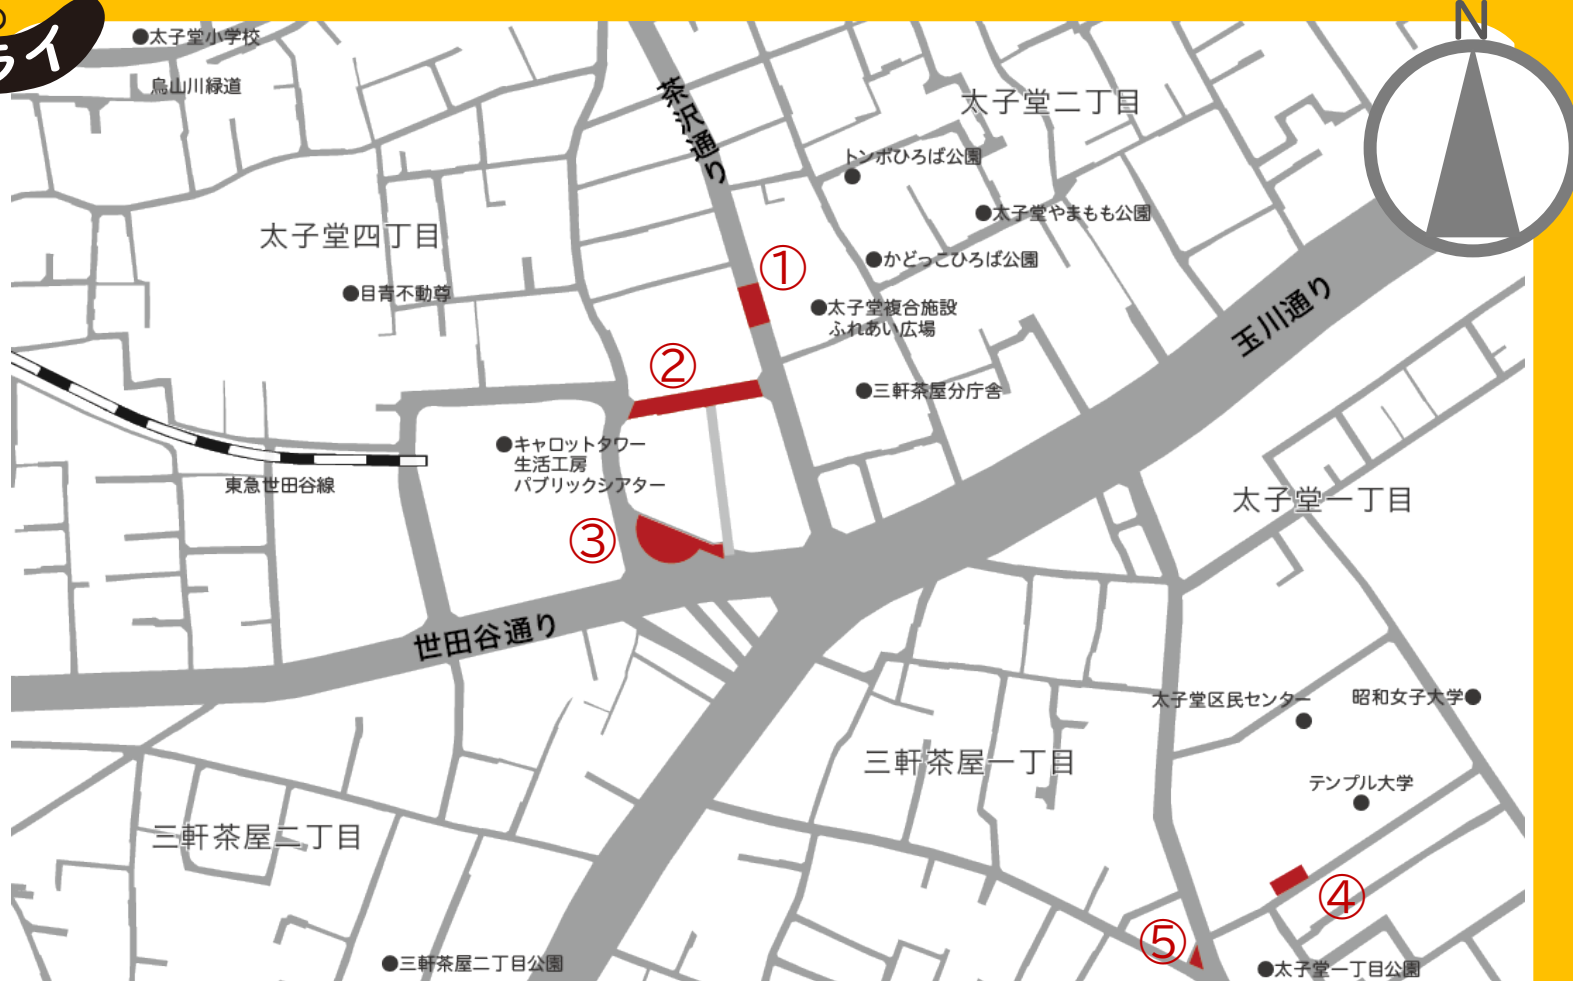 ライ
N
太子堂小学校
烏山川緑道
茶沢通り
太子堂二丁目
トンボひろば公園
太子堂やまもも公園
太子堂四丁目
かどっこひろば公園
①
目青不動尊
太子堂複合施設
ふれあい広場
玉川通り
②
三軒茶屋分庁舎
キャロットタワー
生活工房
パブリックシアター
東急世田谷線
太子堂一丁目
③
世田谷通り
太子堂区民センター
昭和女子大学
三軒茶屋一丁目
テンプル大学
三軒茶屋二丁目
④
⑤
三軒茶屋二丁目公園
太子堂一丁目公園